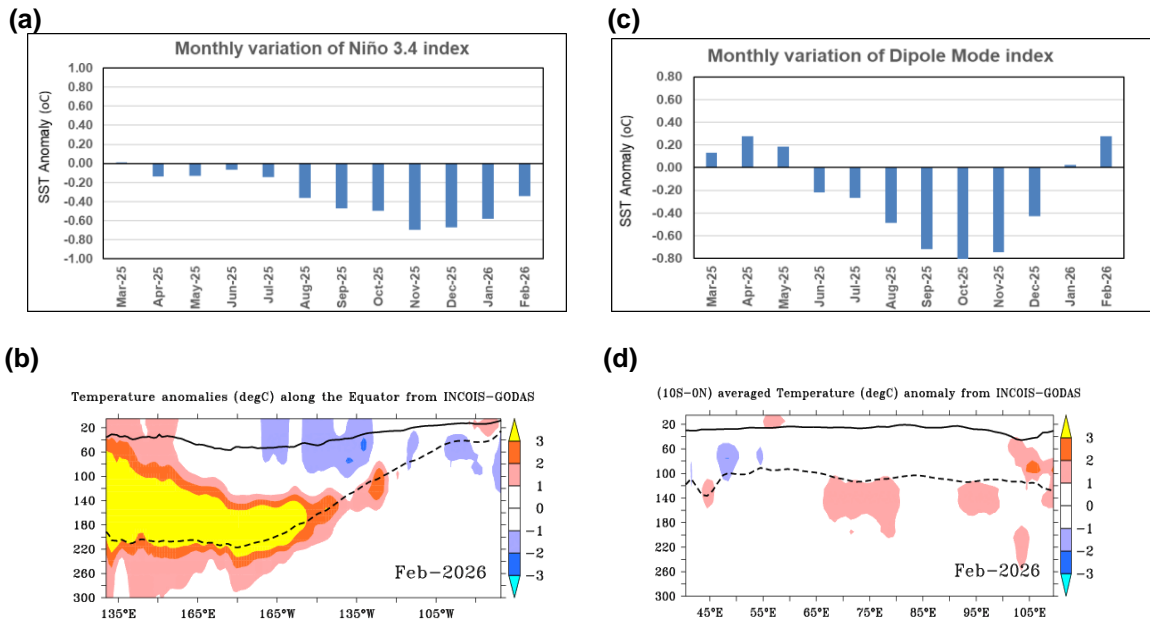 (a)
Monthly variation of Niño 3.4 index
SST Anomaly (oC)
1.00
0.80
0.60
0.40
0.20
0.00
-0.20
-0.40
-0.60
-0.80
-1.00
Mar-25
Apr-25
May-25
Jun-25
Jul-25
Aug-25
Sep-25
Oct-25
Nov-25
Dec-25
Jan-26
Feb-26
(c)
Monthly variation of Dipole Mode index
SST Anomaly (oC)
0.80
0.60
0.40
0.20
0.00
-0.20
-0.40
-0.60
-0.80
Mar-25
Apr-25
May-25
Jun-25
Jul-25
Aug-25
Sep-25
Oct-25
Nov-25
Dec-25
Jan-26
Feb-26
(b)
Temperature anomalies (degC) along the Equator from INCOIS-GODAS
20
60
100
140
180
220
260
300
135°E
165°E
165°W
135°W
105°W
Feb-2026
3
2
1
-1
-2
-3
(d)
(10S-0N) averaged Temperature (degC) anomaly from INCOIS-GODAS
20
60
100
140
180
220
260
300
45°E
55°E
65°E
75°E
85°E
95°E
105°E
Feb-2026
3
2
1
-1
-2
-3